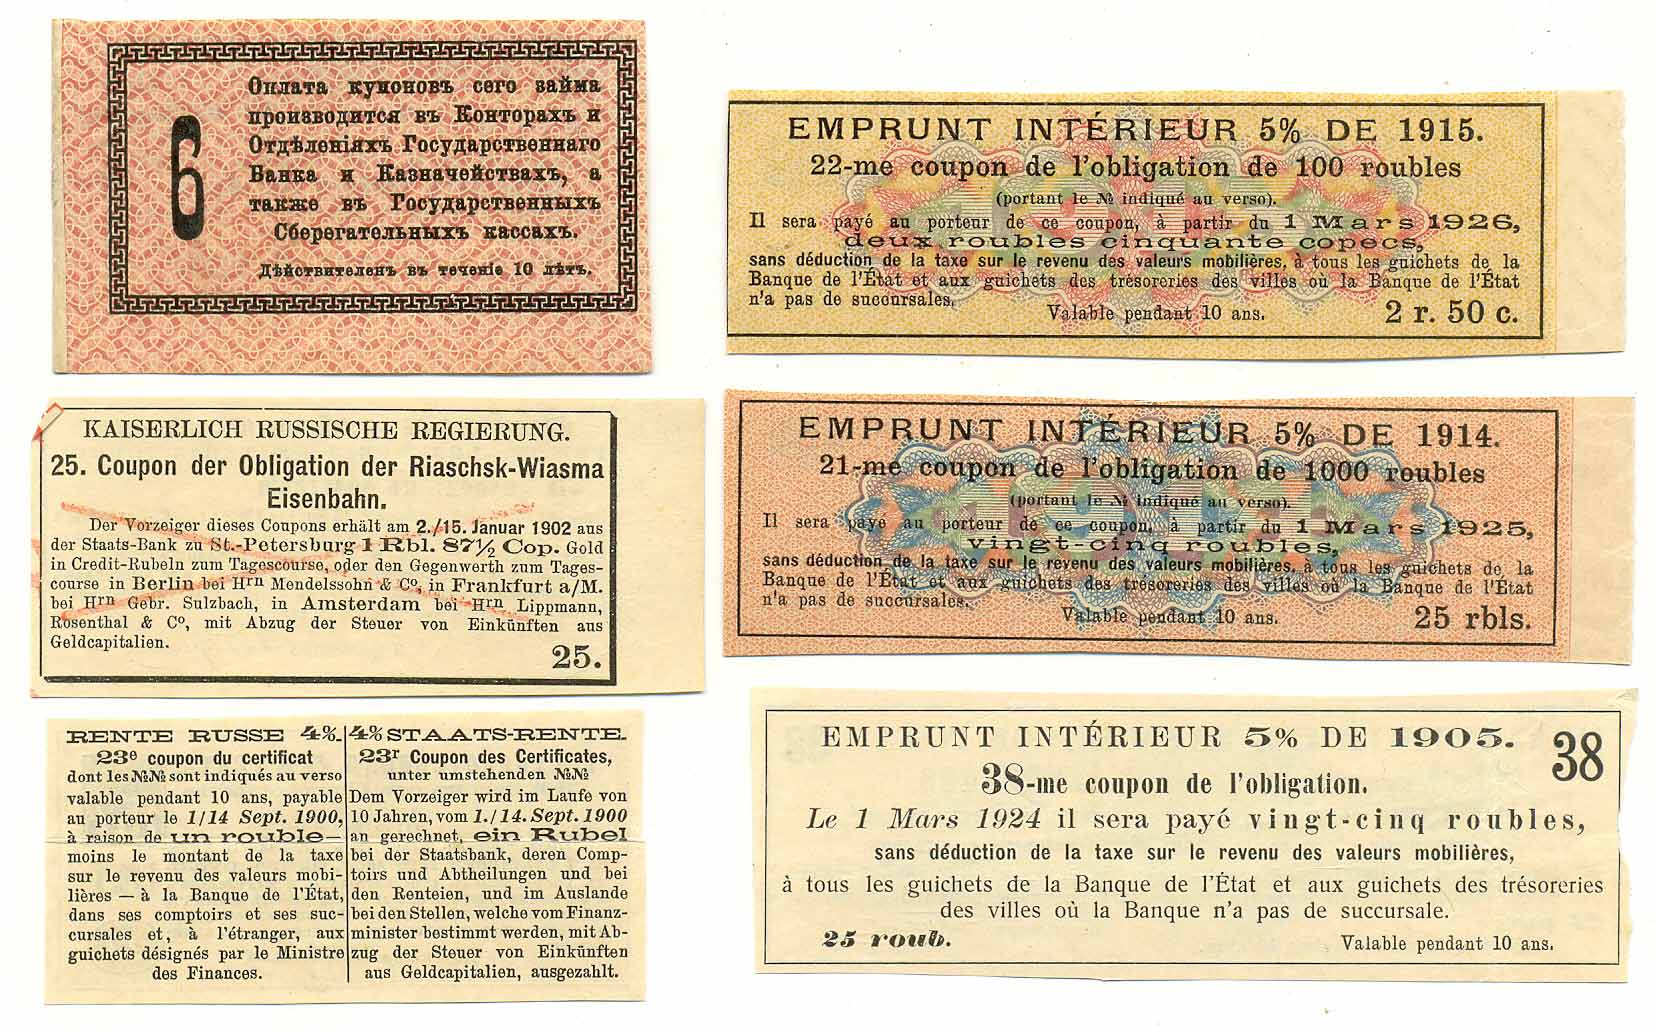 6
Оплата купоновъ сего займа
производится въ Конторахъ и
Отдѣленіяхъ Государственнаго
Банка и Казначействахъ, а
также въ Государственныхъ
Сберегательныхъ кассахъ.
Дѣйствителенъ въ теченіе 10 лѣтъ.
KAISERLICH RUSSISCHE REGIERUNG.
25. Coupon der Obligation der Riaschsk-Wiasma
Eisenbahn.
Der Vorzeiger dieses Coupons erhält am 2./15. Januar 1902 aus
der Staats-Bank zu St.-Petersburg 1 Rbl. 87½ Cop. Gold
in Credit-Rubeln zum Tagescourse, oder den Gegenwerth zum Tages-
course in Berlin bei Hrn Mendelssohn & Co, in Frankfurt a/M.
bei Hrn Gebr. Sulzbach, in Amsterdam bei Hrn Lippmann,
Rosenthal & Co, mit Abzug der Steuer von Einkünften aus
Geldcapitalien.
25.
RENTE RUSSE 4%.
23e coupon du certificat
dont les №№ sont indiqués au verso
valable pendant 10 ans, payable
au porteur le 1/14 Sept. 1900,
à raison de un rouble—
moins le montant de la taxe
sur le revenu des valeurs mobi-
lières — à la Banque de l'État,
dans ses comptoirs et ses suc-
cursales et, à l'étranger, aux
guichets désignés par le Ministre
des Finances.
4% STAATS-RENTE.
23r Coupon des Certificates,
unter umstehenden №№
Dem Vorzeiger wird im Laufe von
10 Jahren, vom 1./14. Sept. 1900
an gerechnet, ein Rubel
bei der Staatsbank, deren Comp-
toirs und Abtheilungen und bei
den Renteien, und im Auslande
bei den Stellen, welche vom Finanz-
minister bestimmt werden, mit Ab-
zug der Steuer von Einkünften
aus Geldcapitalien, ausgezahlt.
EMPRUNT INTÉRIEUR 5% DE 1915.
22-me coupon de l'obligation de 100 roubles
(portant le № indiqué au verso).
Il sera payé au porteur de ce coupon, à partir du 1 Mars 1926,
deux roubles cinquante copecs,
sans déduction de la taxe sur le revenu des valeurs mobilières, à tous les guichets de la
Banque de l'État et aux guichets des trésoreries des villes où la Banque de l'État
n'a pas de succursales.
Valable pendant 10 ans.
2 r. 50 c.
EMPRUNT INTÉRIEUR 5% DE 1914.
21-me coupon de l'obligation de 1000 roubles
(portant le № indiqué au verso).
Il sera payé au porteur de ce coupon, à partir du 1 Mars 1925,
vingt-cinq roubles,
sans déduction de la taxe sur le revenu des valeurs mobilières, à tous les guichets de la
Banque de l'État et aux guichets des trésoreries des villes où la Banque de l'État
n'a pas de succursales.
Valable pendant 10 ans.
25 rbls.
EMPRUNT INTÉRIEUR 5% DE 1905.
38
38-me coupon de l'obligation.
Le 1 Mars 1924 il sera payé vingt-cinq roubles,
sans déduction de la taxe sur le revenu des valeurs mobilières,
à tous les guichets de la Banque de l'État et aux guichets des trésoreries
des villes où la Banque n'a pas de succursale.
25 roub.
Valable pendant 10 ans.